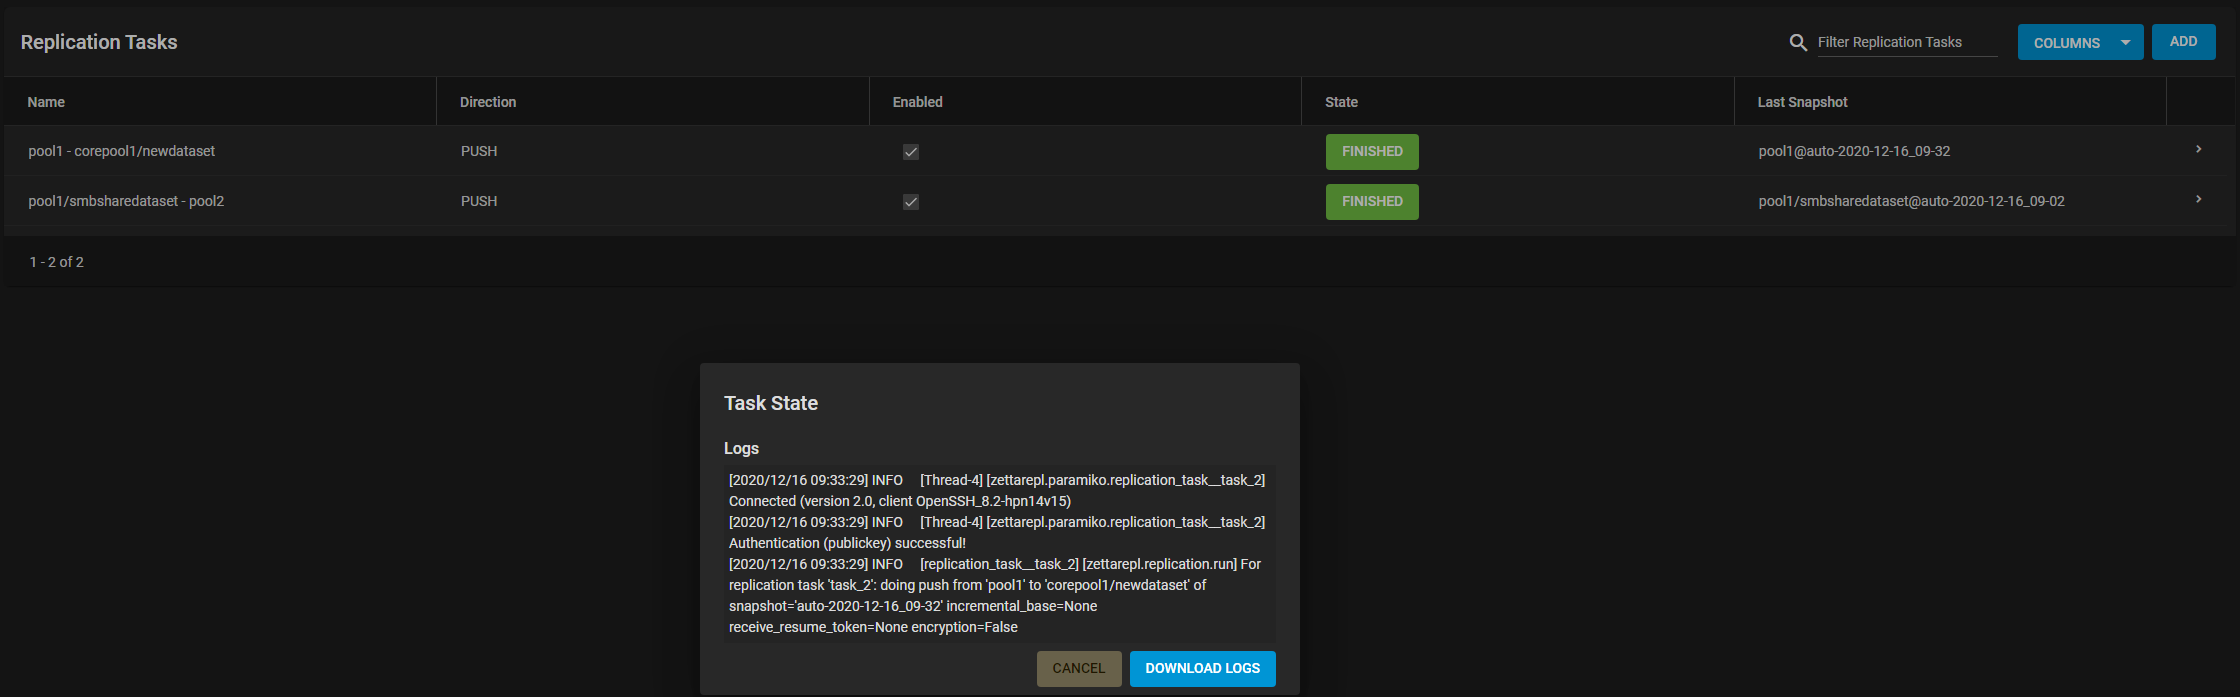 Replication Tasks
Filter Replication Tasks
COLUMNS
ADD
Name Direction Enabled State Last Snapshot
pool1 - corepool1/newdataset PUSH FINISHED pool1@auto-2020-12-16_09-32
pool1/smbsharedataset - pool2 PUSH FINISHED pool1/smbsharedataset@auto-2020-12-16_09-02
1 - 2 of 2
Task State
Logs
[2020/12/16 09:33:29] INFO [Thread-4] [zettarepl.paramiko.replication_task__task_2]
Connected (version 2.0, client OpenSSH_8.2-hpn14v15)
[2020/12/16 09:33:29] INFO [Thread-4] [zettarepl.paramiko.replication_task__task_2]
Authentication (publickey) successful!
[2020/12/16 09:33:29] INFO [replication_task__task_2] [zettarepl.replication.run] For
replication task 'task_2': doing push from 'pool1' to 'corepool1/newdataset' of
snapshot='auto-2020-12-16_09-32' incremental_base=None
receive_resume_token=None encryption=False
CANCEL
DOWNLOAD LOGS